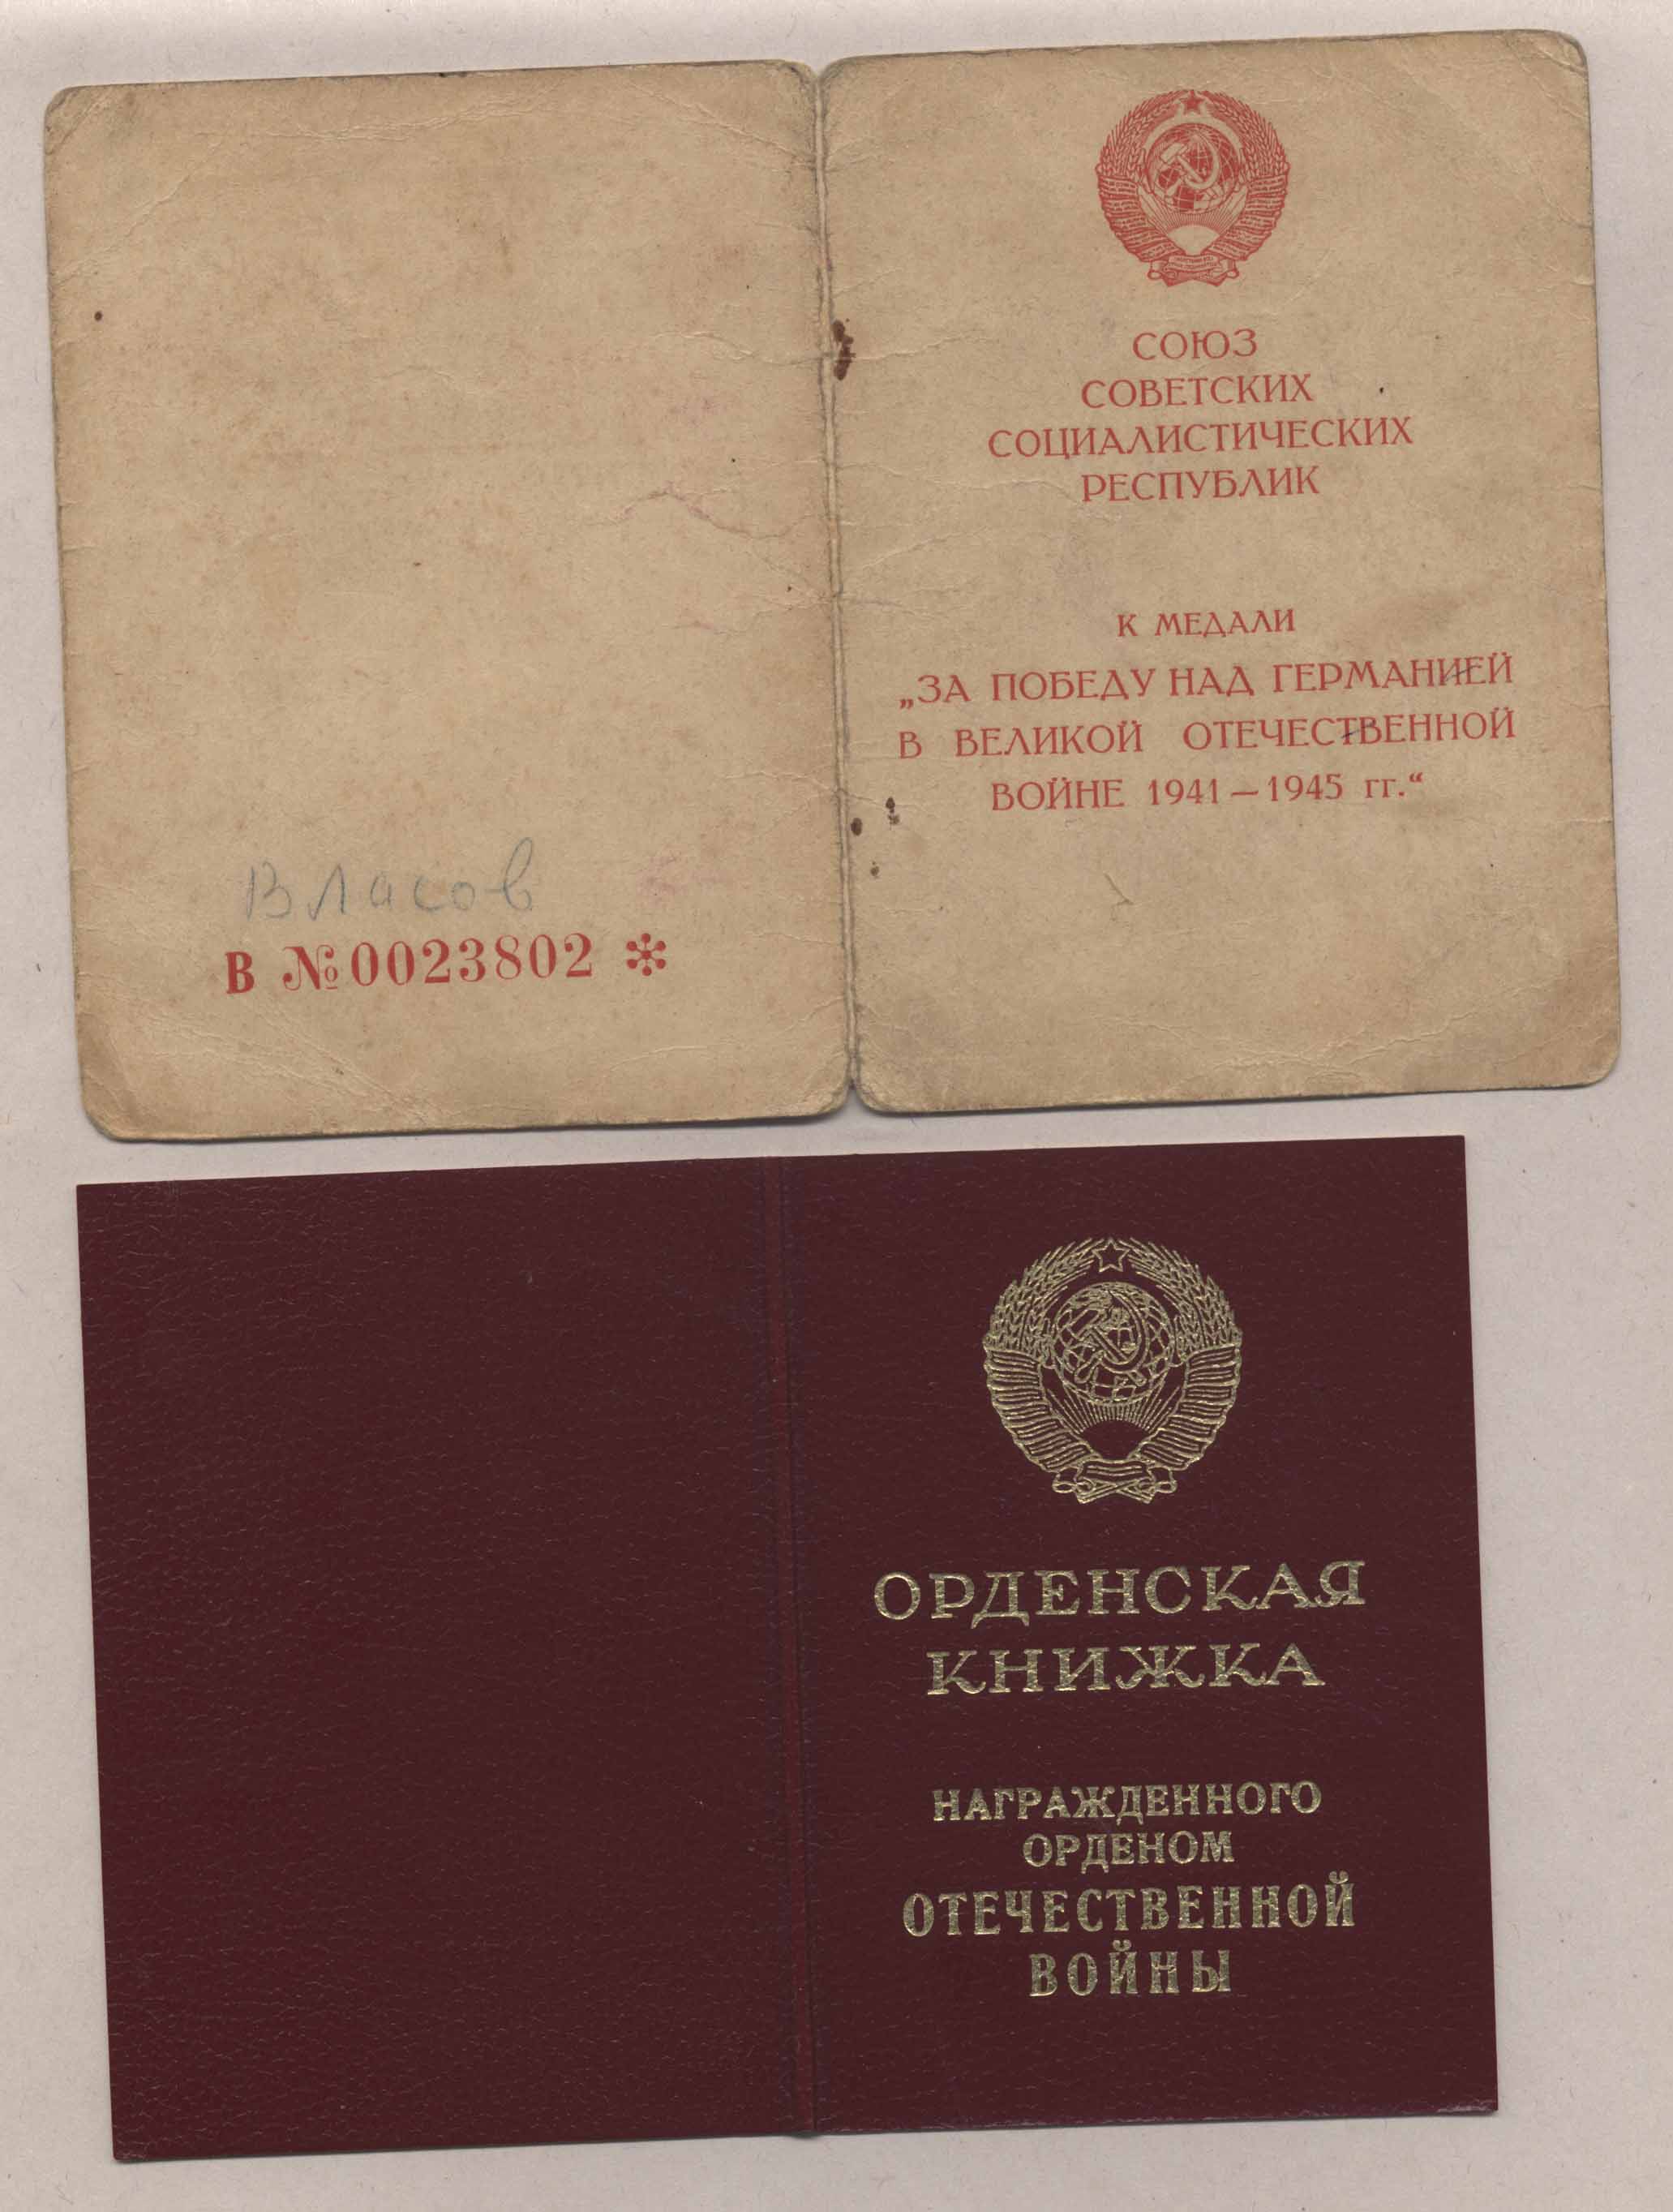 Власов
В №0023802 *
СОЮЗ
СОВЕТСКИХ
СОЦИАЛИСТИЧЕСКИХ
РЕСПУБЛИК
К МЕДАЛИ
„ЗА ПОБЕДУ НАД ГЕРМАНИЕЙ
В ВЕЛИКОЙ ОТЕЧЕСТВЕННОЙ
ВОЙНЕ 1941 — 1945 гг.“
ОРДЕНСКАЯ
КНИЖКА
НАГРАЖДЕННОГО
ОРДЕНОМ
ОТЕЧЕСТВЕННОЙ
ВОЙНЫ